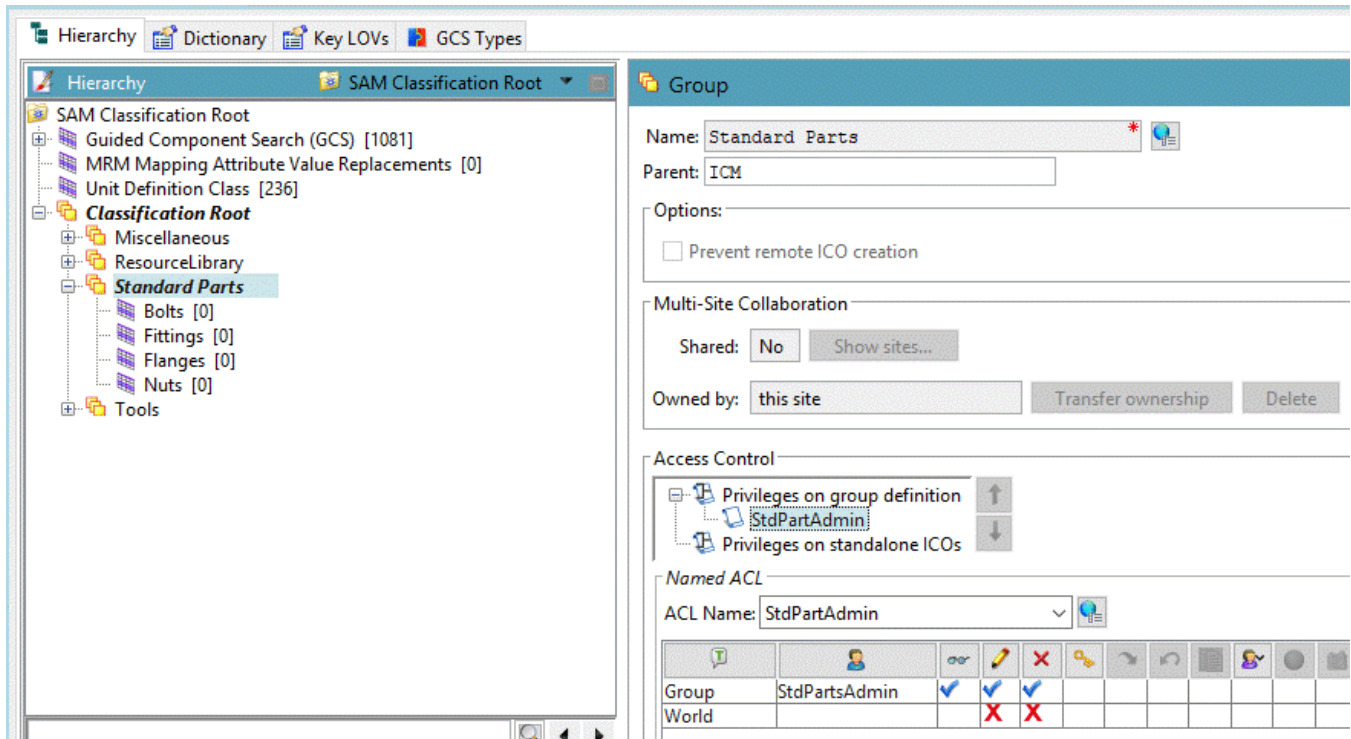 Hierarchy Dictionary Key LOVs GCS Types
Hierarchy SAM Classification Root
SAM Classification Root
Guided Component Search (GCS) [1081]
MRM Mapping Attribute Value Replacements [0]
Unit Definition Class [236]
Classification Root
Miscellaneous
ResourceLibrary
Standard Parts
Bolts [0]
Fittings [0]
Flanges [0]
Nuts [0]
Tools
Group
Name: Standard Parts *
Parent: ICM
Options:
Prevent remote ICO creation
Multi-Site Collaboration
Shared: No Show sites...
Owned by: this site Transfer ownership Delete
Access Control
Privileges on group definition
StdPartAdmin
Privileges on standalone ICOs
Named ACL
ACL Name: StdPartAdmin
Group StdPartsAdmin
World